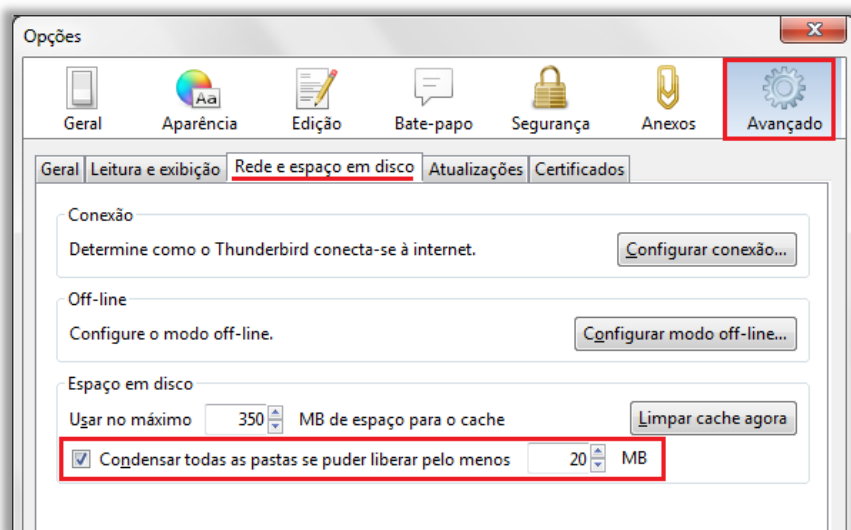 Opções
x
Aa
Geral Aparência Edição Bate-papo Segurança Anexos Avançado
Geral Leitura e exibição Rede e espaço em disco Atualizações Certificados
Conexão
Determine como o Thunderbird conecta-se à internet. Configurar conexão...
Off-line
Configure o modo off-line. Configurar modo off-line...
Espaço em disco
Usar no máximo 350 MB de espaço para o cache Limpar cache agora
Condensar todas as pastas se puder liberar pelo menos 20 MB